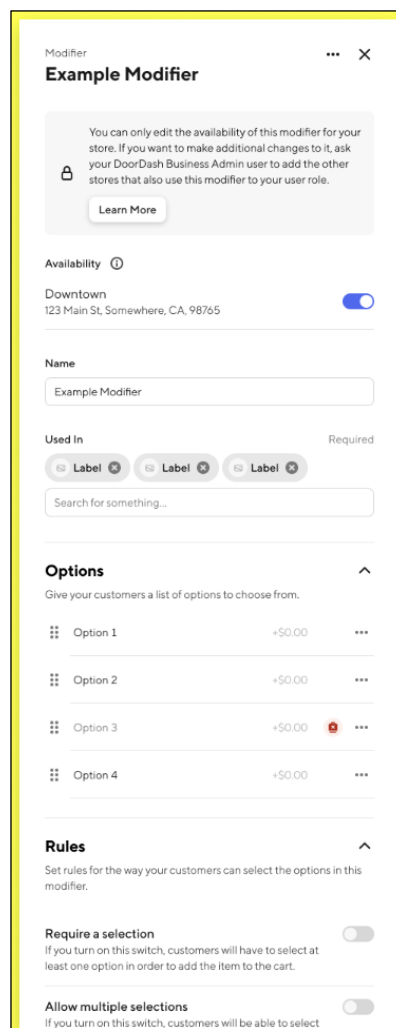 Modifier
Example Modifier
You can only edit the availability of this modifier for your
store. If you want to make additional changes to it, ask
your DoorDash Business Admin user to add the other
stores that also use this modifier to your user role.
Learn More
Availability
Downtown
123 Main St, Somewhere, CA, 98765
Name
Example Modifier
Used In Required
Label Label Label
Search for something...
Options
Give your customers a list of options to choose from.
Option 1 +$0.00
Option 2 +$0.00
Option 3 +$0.00
Option 4 +$0.00
Rules
Set rules for the way your customers can select the options in this
modifier.
Require a selection
If you turn on this switch, customers will have to select at
least one option in order to add the item to the cart.
Allow multiple selections
If you turn on this switch, customers will be able to select